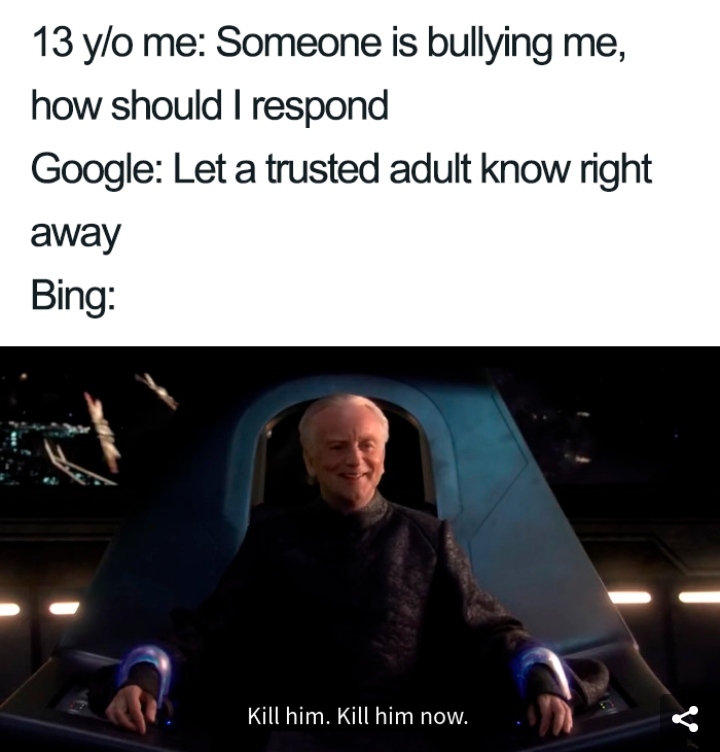 13 y/o me: Someone is bullying me,
how should I respond
Google: Let a trusted adult know right
away
Bing:
Kill him. Kill him now.